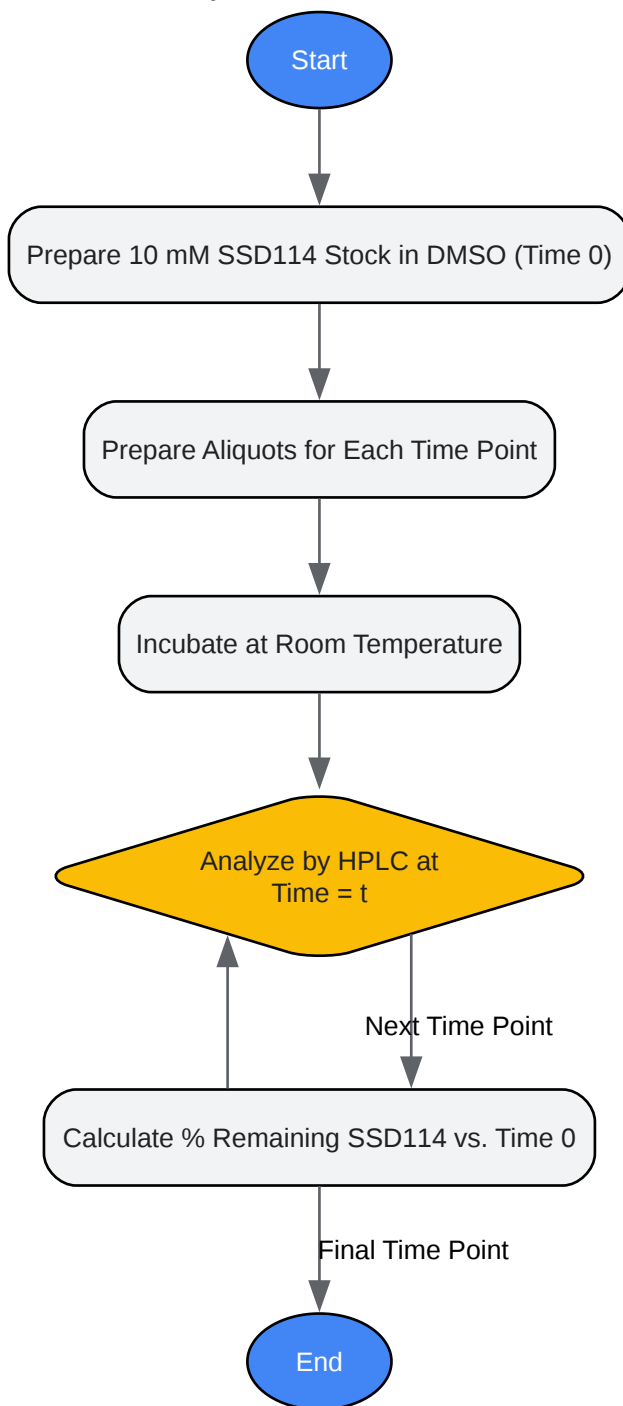 Start
Prepare 10 mM SSD114 Stock in DMSO (Time 0)
Prepare Aliquots for Each Time Point
Incubate at Room Temperature
Analyze by HPLC at
Time = t
Next Time Point
Calculate % Remaining SSD114 vs. Time 0
Final Time Point
End